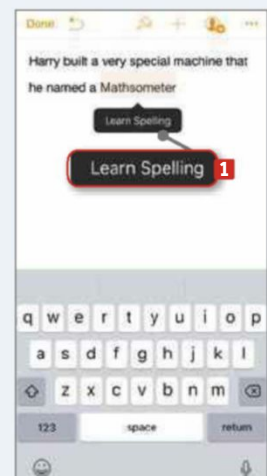 Done
Harry built a very special machine that
he named a Mathsometer
Learn Spelling
Learn Spelling 1
q w e r t y u i o p
a s d f g h j k l
z x c v b n m
123 space return